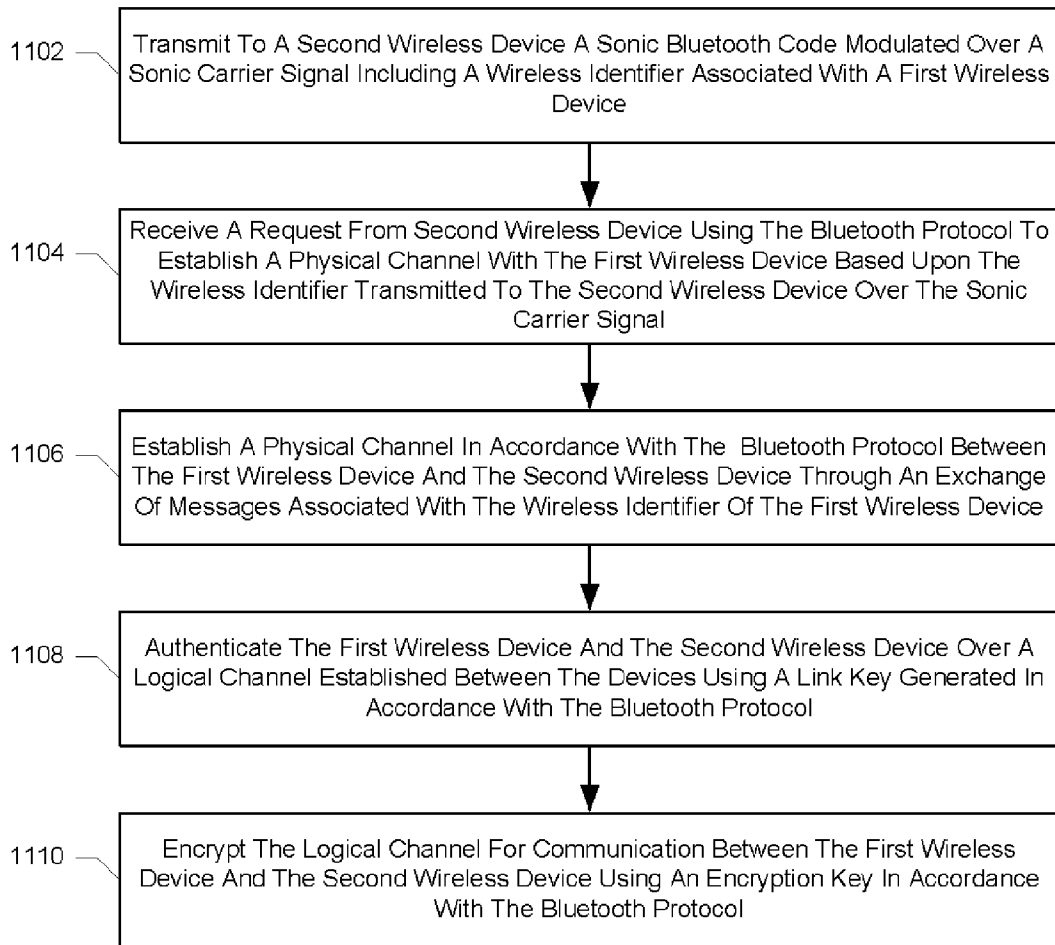 1102
Transmit To A Second Wireless Device A Sonic Bluetooth Code Modulated Over A
Sonic Carrier Signal Including A Wireless Identifier Associated With A First Wireless
Device
1104
Receive A Request From Second Wireless Device Using The Bluetooth Protocol To
Establish A Physical Channel With The First Wireless Device Based Upon The
Wireless Identifier Transmitted To The Second Wireless Device Over The Sonic
Carrier Signal
1106
Establish A Physical Channel In Accordance With The Bluetooth Protocol Between
The First Wireless Device And The Second Wireless Device Through An Exchange
Of Messages Associated With The Wireless Identifier Of The First Wireless Device
1108
Authenticate The First Wireless Device And The Second Wireless Device Over A
Logical Channel Established Between The Devices Using A Link Key Generated In
Accordance With The Bluetooth Protocol
1110
Encrypt The Logical Channel For Communication Between The First Wireless
Device And The Second Wireless Device Using An Encryption Key In Accordance
With The Bluetooth Protocol